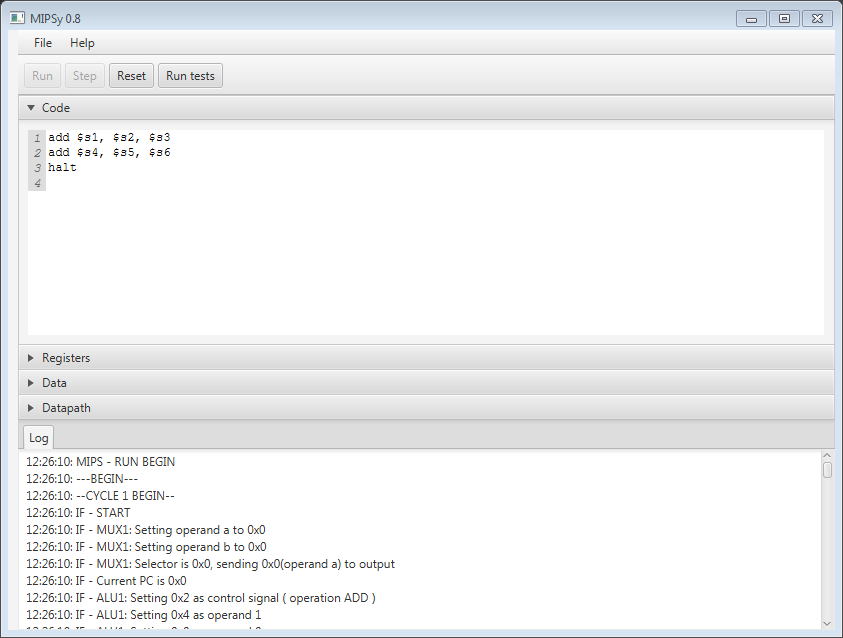 MIPSy 0.8
File Help
Run Step Reset Run tests
Code
1 add $s1, $s2, $s3
2 add $s4, $s5, $s6
3 halt
4
Registers
Data
Datapath
Log
12:26:10: MIPS - RUN BEGIN
12:26:10: ---BEGIN---
12:26:10: --CYCLE 1 BEGIN--
12:26:10: IF - START
12:26:10: IF - MUX1: Setting operand a to 0x0
12:26:10: IF - MUX1: Setting operand b to 0x0
12:26:10: IF - MUX1: Selector is 0x0, sending 0x0(operand a) to output
12:26:10: IF - Current PC is 0x0
12:26:10: IF - ALU1: Setting 0x2 as control signal ( operation ADD )
12:26:10: IF - ALU1: Setting 0x4 as operand 1